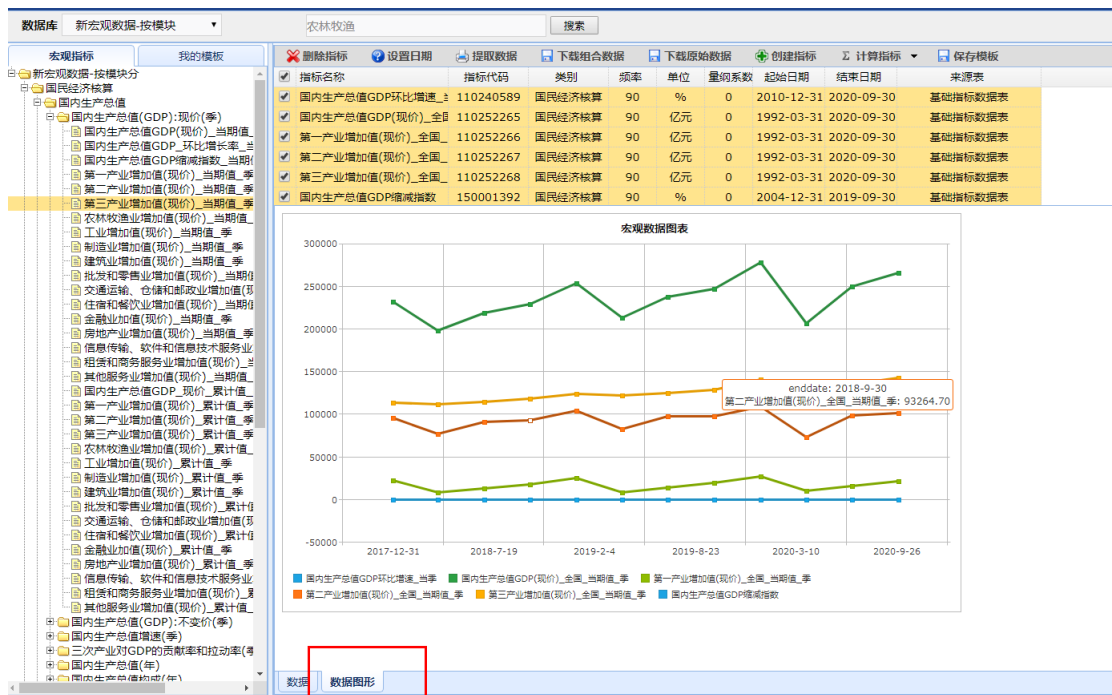 数据库 新宏观数据-按模块 农林牧渔 搜索
宏观指标 我的模板
删除指标 设置日期 提取数据 下载组合数据 下载原始数据 创建指标 Σ 计算指标 保存模板
新宏观数据-按模块分
国民经济核算
国内生产总值
国内生产总值(GDP):现价(季)
国内生产总值GDP(现价)_当期值_
国内生产总值GDP_环比增长率_
国内生产总值GDP缩减指数_当期
第一产业增加值(现价)_当期值_季
第二产业增加值(现价)_当期值_季
第三产业增加值(现价)_当期值_季
农林牧渔业增加值(现价)_当期值_
工业增加值(现价)_当期值_季
制造业增加值(现价)_当期值_季
建筑业增加值(现价)_当期值_季
批发和零售业增加值(现价)_当期
交通运输、仓储和邮政业增加值(现
住宿和餐饮业增加值(现价)_当期
金融业加值(现价)_当期值_季
房地产业增加值(现价)_当期值_季
信息传输、软件和信息技术服务业
租赁和商务服务业增加值(现价)_
其他服务业增加值(现价)_当期值_
国内生产总值GDP_现价_累计值_
第一产业增加值(现价)_累计值_季
第二产业增加值(现价)_累计值_季
第三产业增加值(现价)_累计值_季
农林牧渔业增加值(现价)_累计值_
工业增加值(现价)_累计值_季
制造业增加值(现价)_累计值_季
建筑业增加值(现价)_累计值_季
批发和零售业增加值(现价)_累计
交通运输、仓储和邮政业增加值(现
住宿和餐饮业增加值(现价)_累计
金融业加值(现价)_累计值_季
房地产业增加值(现价)_累计值_季
信息传输、软件和信息技术服务业
租赁和商务服务业增加值(现价)_
其他服务业增加值(现价)_累计值_
国内生产总值(GDP):不变价(季)
国内生产总值增速(季)
三次产业对GDP的贡献率和拉动率(季
国内生产总值(年)
国内生产总值构成(年)
指标名称 指标代码 类别 频率 单位 量纲系数 起始日期 结束日期 来源表
国内生产总值GDP环比增速_ 110240589 国民经济核算 90 % 0 2010-12-31 2020-09-30 基础指标数据表
国内生产总值GDP(现价)_全 110252265 国民经济核算 90 亿元 0 1992-03-31 2020-09-30 基础指标数据表
第一产业增加值(现价)_全国_ 110252266 国民经济核算 90 亿元 0 1992-03-31 2020-09-30 基础指标数据表
第二产业增加值(现价)_全国_ 110252267 国民经济核算 90 亿元 0 1992-03-31 2020-09-30 基础指标数据表
第三产业增加值(现价)_全国_ 110252268 国民经济核算 90 亿元 0 1992-03-31 2020-09-30 基础指标数据表
国内生产总值GDP缩减指数 150001392 国民经济核算 90 % 0 2004-12-31 2019-09-30 基础指标数据表
宏观数据图表
300000
250000
200000
150000
100000
50000
0
-50000
enddate: 2018-9-30
第二产业增加值(现价)_全国_当期值_季: 93264.70
2017-12-31 2018-7-19 2019-2-4 2019-8-23 2020-3-10 2020-9-26
国内生产总值GDP环比增速_当季 国内生产总值GDP(现价)_全国_当期值_季 第一产业增加值(现价)_全国_当期值_季
第二产业增加值(现价)_全国_当期值_季 第三产业增加值(现价)_全国_当期值_季 国内生产总值GDP缩减指数
数据 数据图形